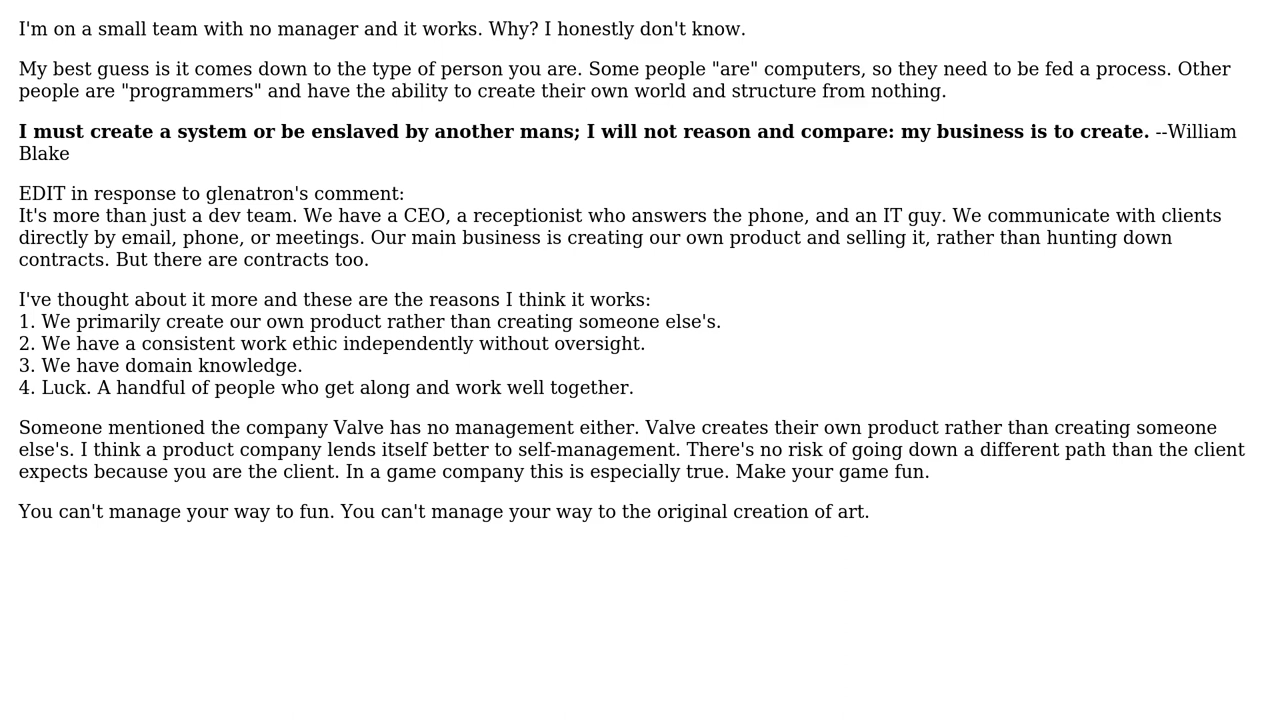 I'm on a small team with no manager and it works. Why? I honestly don't know.
My best guess is it comes down to the type of person you are. Some people "are" computers, so they need to be fed a process. Other
people are "programmers" and have the ability to create their own world and structure from nothing.
I must create a system or be enslaved by another mans; I will not reason and compare: my business is to create. --William
Blake
EDIT in response to glenatron's comment:
It's more than just a dev team. We have a CEO, a receptionist who answers the phone, and an IT guy. We communicate with clients
directly by email, phone, or meetings. Our main business is creating our own product and selling it, rather than hunting down
contracts. But there are contracts too.
I've thought about it more and these are the reasons I think it works:
1. We primarily create our own product rather than creating someone else's.
2. We have a consistent work ethic independently without oversight.
3. We have domain knowledge.
4. Luck. A handful of people who get along and work well together.
Someone mentioned the company Valve has no management either. Valve creates their own product rather than creating someone
else's. I think a product company lends itself better to self-management. There's no risk of going down a different path than the client
expects because you are the client. In a game company this is especially true. Make your game fun.
You can't manage your way to fun. You can't manage your way to the original creation of art.